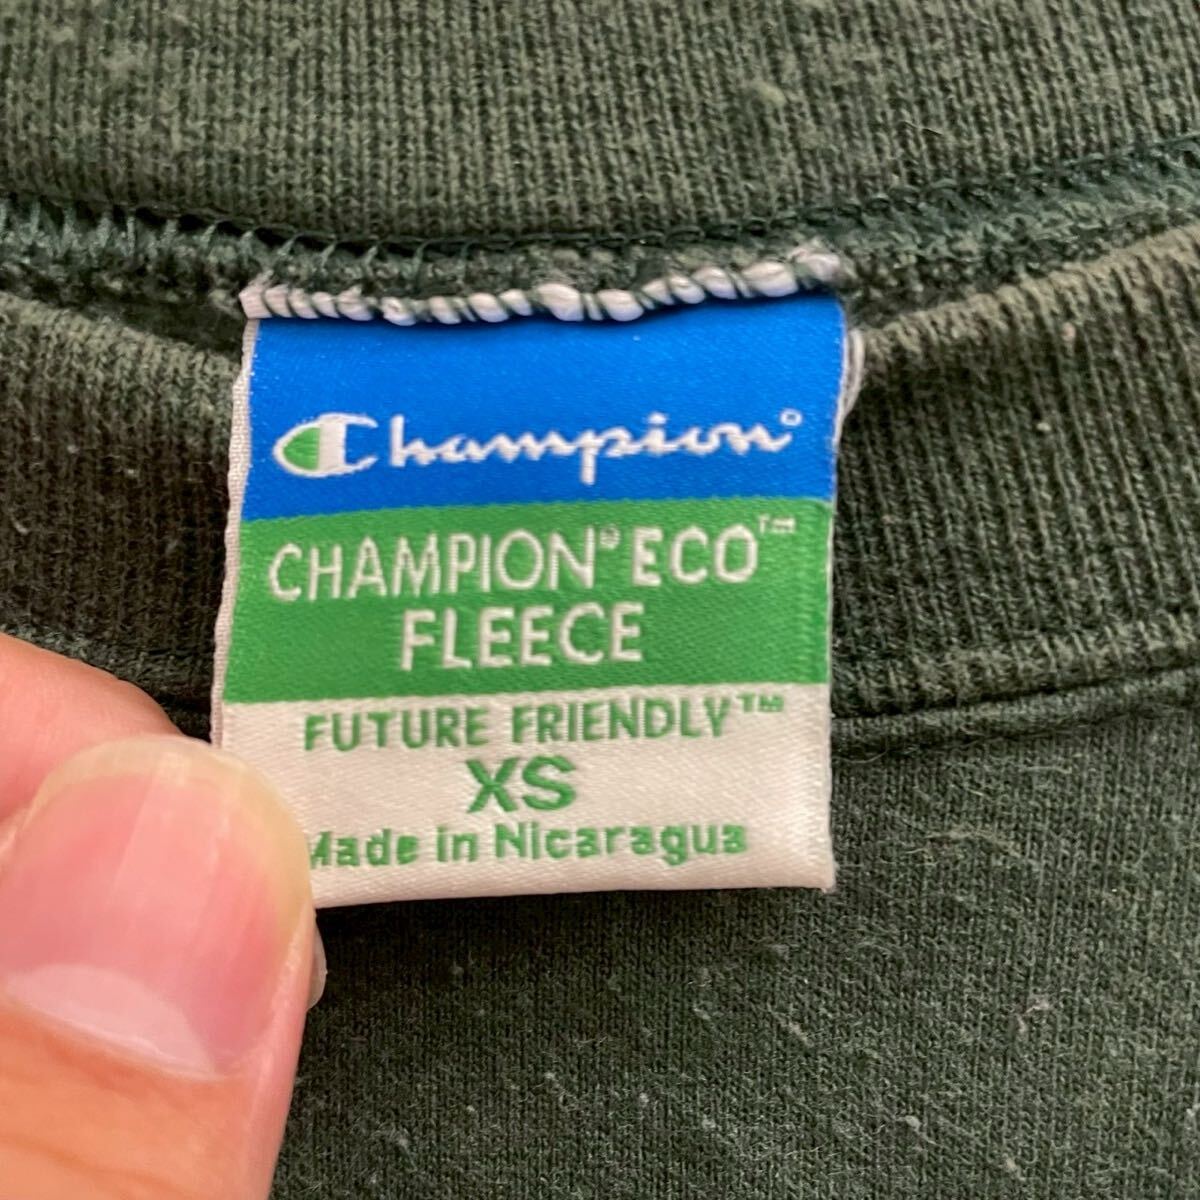 Champion®
CHAMPION® ECO™
FLEECE
FUTURE FRIENDLY™
XS
Made in Nicaragua